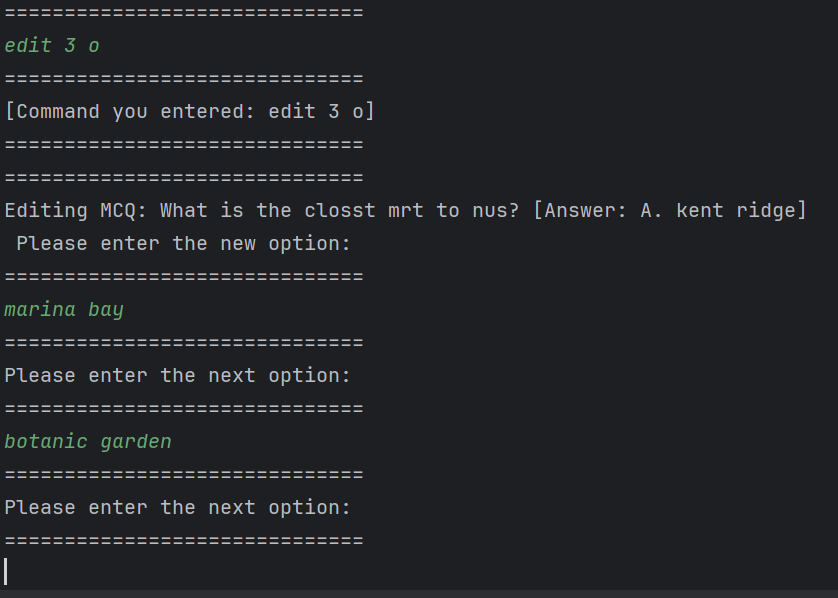 ==============================
edit 3 o
==============================
[Command you entered: edit 3 o]
==============================
==============================
Editing MCQ: What is the closst mrt to nus? [Answer: A. kent ridge]
Please enter the new option:
==============================
marina bay
==============================
Please enter the next option:
==============================
botanic garden
==============================
Please enter the next option:
==============================